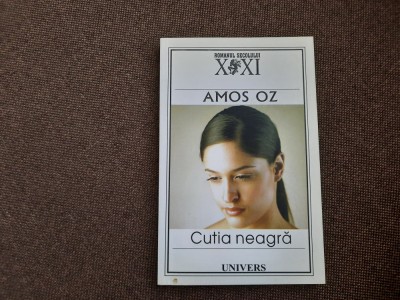 ROMANUL SECOLULUI
XXI
AMOS OZ
Cutia neagră
UNIVERS